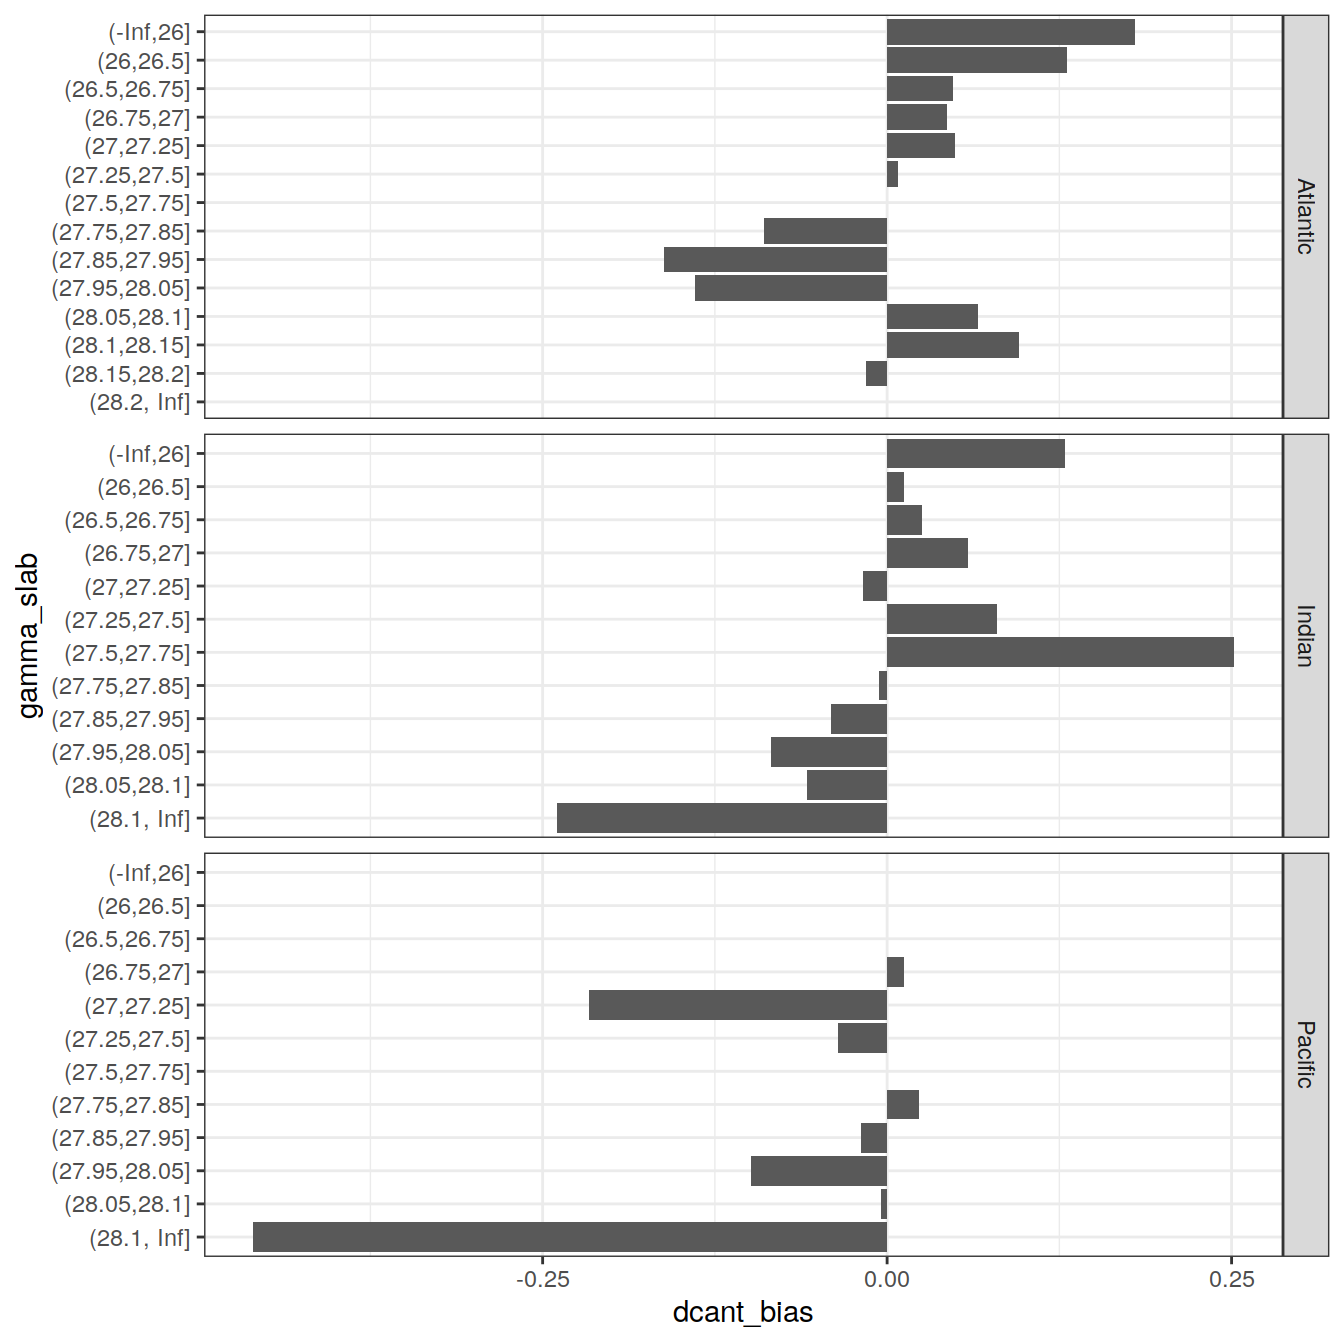 (-Inf,26]
(26,26.5]
(26.5,26.75]
(26.75,27]
(27,27.25]
(27.25,27.5]
(27.5,27.75]
(27.75,27.85]
(27.85,27.95]
(27.95,28.05]
(28.05,28.1]
(28.1,28.15]
(28.15,28.2]
(28.2, Inf]
Atlantic
(-Inf,26]
(26,26.5]
(26.5,26.75]
(26.75,27]
(27,27.25]
(27.25,27.5]
(27.5,27.75]
(27.75,27.85]
(27.85,27.95]
(27.95,28.05]
(28.05,28.1]
(28.1, Inf]
Indian
gamma_slab
(-Inf,26]
(26,26.5]
(26.5,26.75]
(26.75,27]
(27,27.25]
(27.25,27.5]
(27.5,27.75]
(27.75,27.85]
(27.85,27.95]
(27.95,28.05]
(28.05,28.1]
(28.1, Inf]
Pacific
-0.25 0.00 0.25
dcant_bias